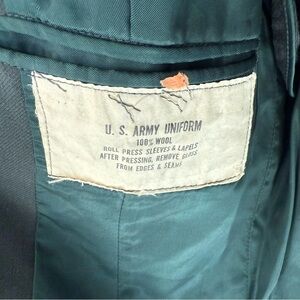 U. S. ARMY UNIFORM
100% WOOL
ROLL PRESS SLEEVES & LAPELS
AFTER PRESSING, REMOVE GLOSS
FROM EDGES & SEAMS